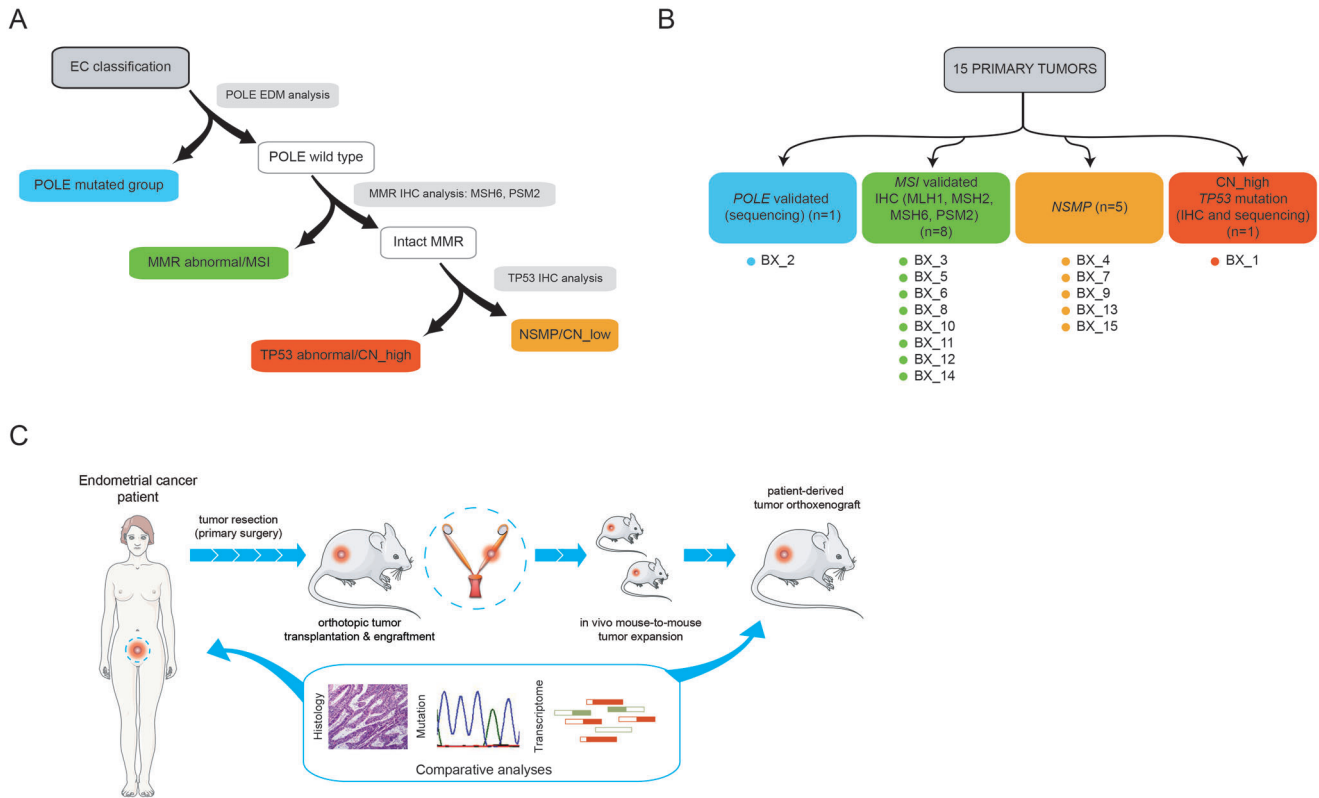 A
EC classification
POLE EDM analysis
POLE wild type
POLE mutated group
MMR IHC analysis: MSH6, PSM2
Intact MMR
MMR abnormal/MSI
TP53 IHC analysis
NSMP/CN_low
TP53 abnormal/CN_high
B
15 PRIMARY TUMORS
POLE validated
(sequencing) (n=1)
BX_2
MSI validated
IHC (MLH1, MSH2,
MSH6, PSM2)
(n=8)
BX_3
BX_5
BX_6
BX_8
BX_10
BX_11
BX_12
BX_14
NSMP (n=5)
BX_4
BX_7
BX_9
BX_13
BX_15
CN_high
TP53 mutation
(IHC and sequencing)
(n=1)
BX_1
C
Endometrial cancer
patient
tumor resection
(primary surgery)
orthotopic tumor
transplantation & engraftment
in vivo mouse-to-mouse
tumor expansion
patient-derived
tumor orthoxenograft
Histology
Mutation
Transcriptome
Comparative analyses